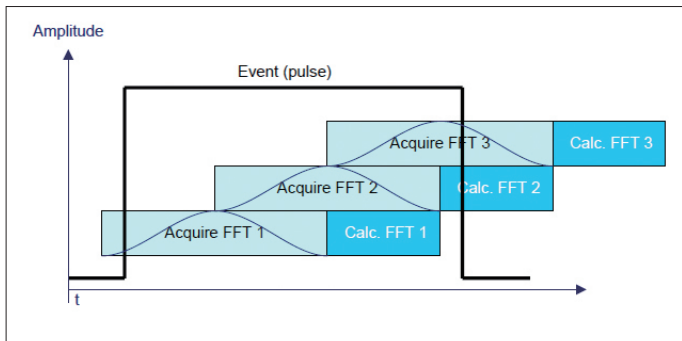 Amplitude
Event (pulse)
Acquire FFT 3 Calc. FFT 3
Acquire FFT 2 Calc. FFT 2
Acquire FFT 1 Calc. FFT 1
t